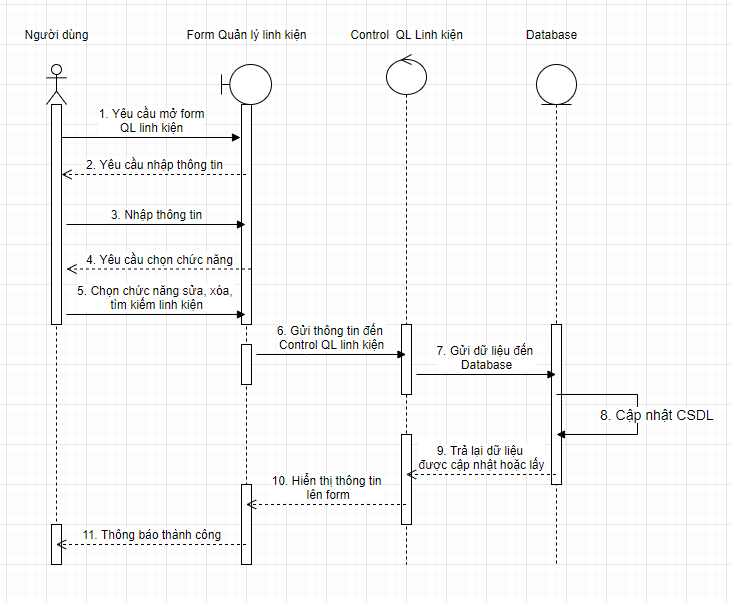 Người dùng
Form Quản lý linh kiện
Control QL Linh kiện
Database
1. Yêu cầu mở form
QL linh kiện
2. Yêu cầu nhập thông tin
3. Nhập thông tin
4. Yêu cầu chọn chức năng
5. Chọn chức năng sửa, xóa,
tìm kiếm linh kiện
6. Gửi thông tin đến
Control QL linh kiện
7. Gửi dữ liệu đến
Database
8. Cập nhật CSDL
9. Trả lại dữ liệu
được cập nhật hoặc lấy
10. Hiển thị thông tin
lên form
11. Thông báo thành công